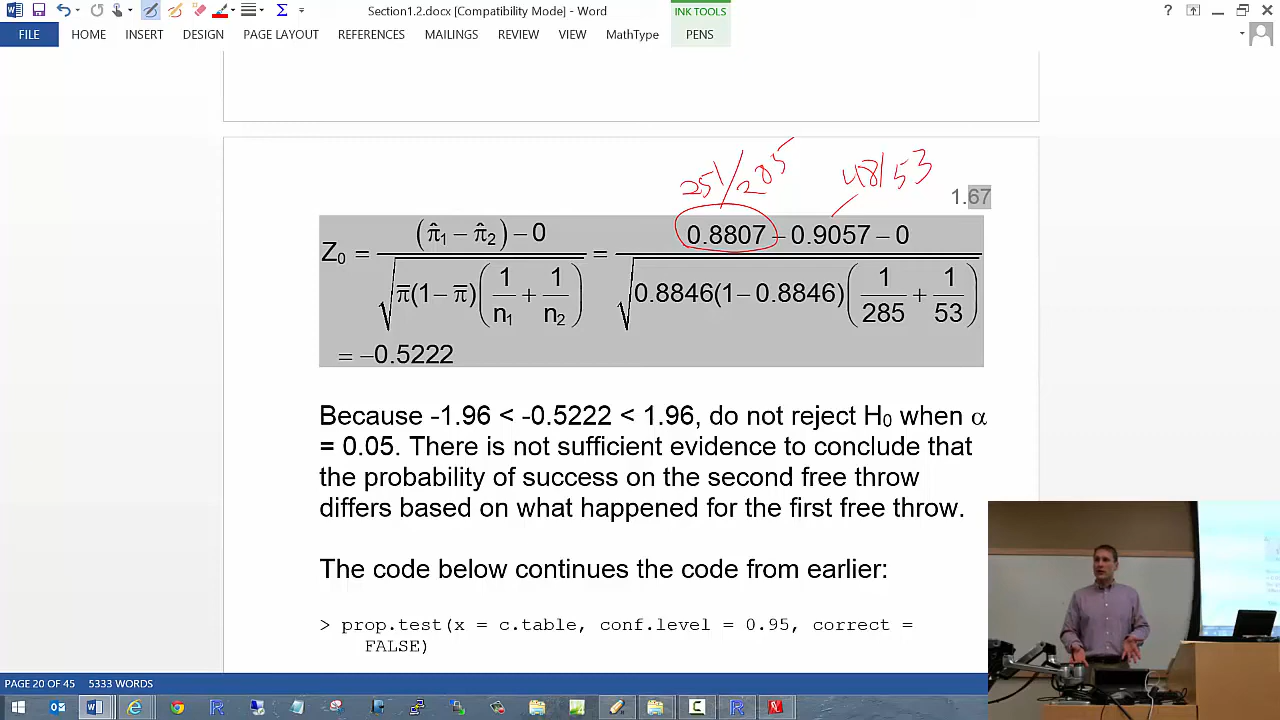 Section1.2.docx [Compatibility Mode] - Word
INK TOOLS
FILE HOME INSERT DESIGN PAGE LAYOUT REFERENCES MAILINGS REVIEW VIEW MathType PENS
251/285 48/53
1.67
Z₀ = (π̂₁ − π̂₂) − 0 / √(π̄(1 − π̄)(1/n₁ + 1/n₂)) = 0.8807 − 0.9057 − 0 / √(0.8846(1 − 0.8846)(1/285 + 1/53))
= −0.5222
Because -1.96 < -0.5222 < 1.96, do not reject H₀ when α
= 0.05. There is not sufficient evidence to conclude that
the probability of success on the second free throw
differs based on what happened for the first free throw.
The code below continues the code from earlier:
> prop.test(x = c.table, conf.level = 0.95, correct =
FALSE)
PAGE 20 OF 45 5333 WORDS